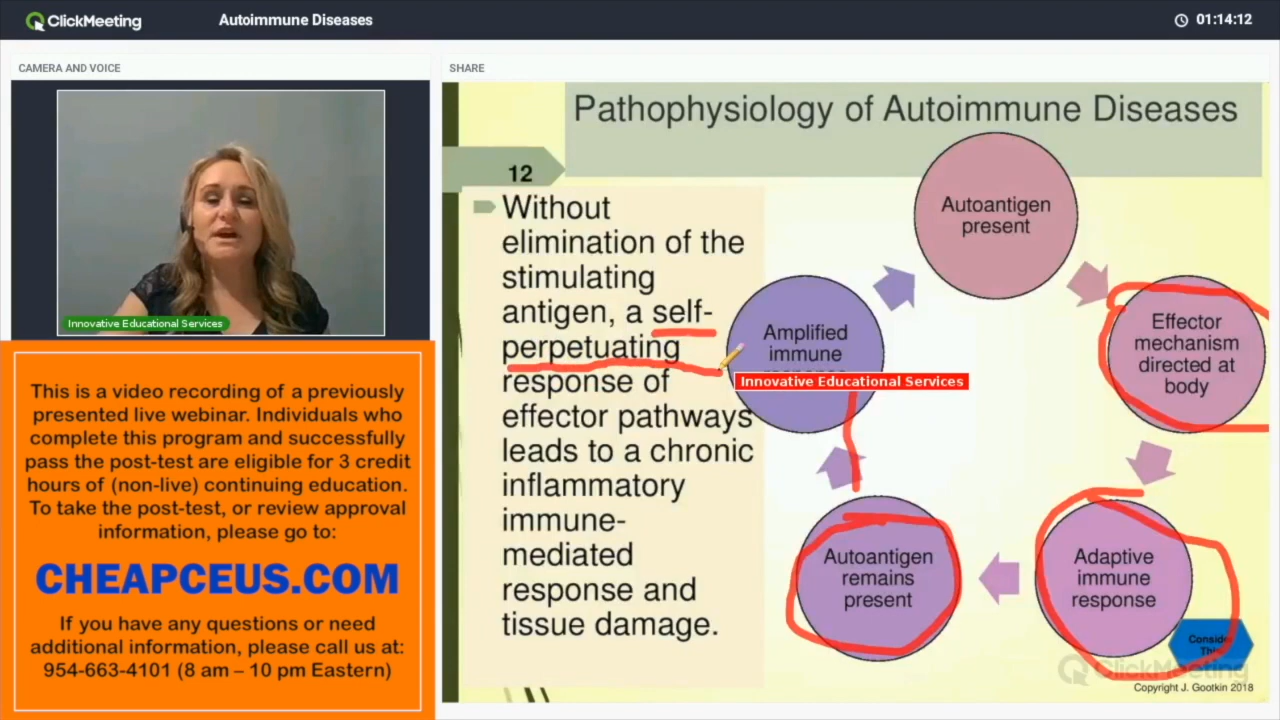 ClickMeeting
Autoimmune Diseases
01:14:12
CAMERA AND VOICE
SHARE
Innovative Educational Services
This is a video recording of a previously
presented live webinar. Individuals who
complete this program and successfully
pass the post-test are eligible for 3 credit
hours of (non-live) continuing education.
To take the post-test, or review approval
information, please go to:
CHEAPCEUS.COM
If you have any questions or need
additional information, please call us at:
954-663-4101 (8 am – 10 pm Eastern)
Pathophysiology of Autoimmune Diseases
12
Without
elimination of the
stimulating
antigen, a self-
perpetuating
response of
effector pathways
leads to a chronic
inflammatory
immune-
mediated
response and
tissue damage.
Autoantigen
present
Effector
mechanism
directed at
body
Adaptive
immune
response
Autoantigen
remains
present
Amplified
immune
Innovative Educational Services
Consider
This
ClickMeeting
Copyright J. Gootkin 2018